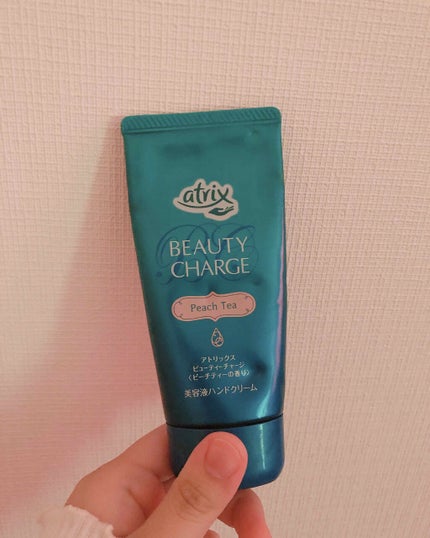 atrix
BEAUTY
CHARGE
Peach Tea
アトリックス
ビューティーチャージ
〈ピーチティーの香り〉
美容液ハンドクリーム